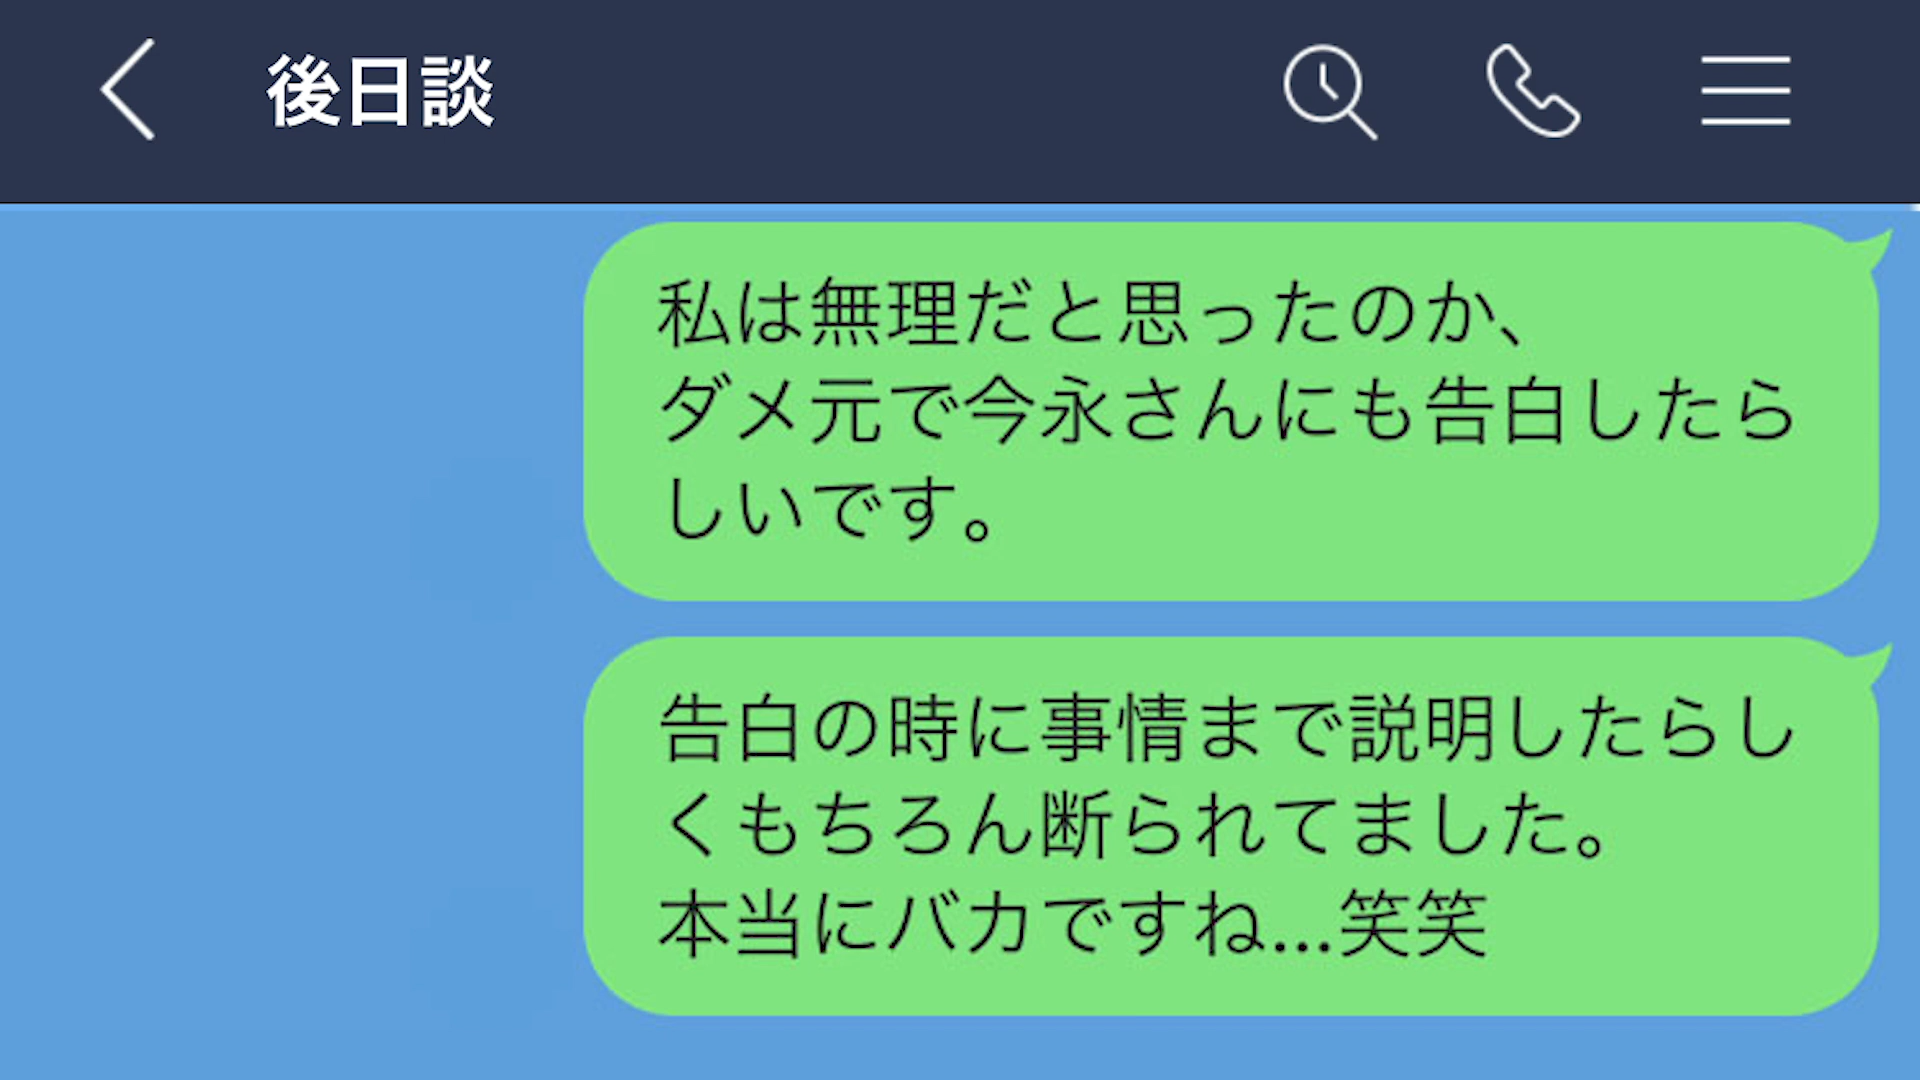 後日談
私は無理だと思ったのか、
ダメ元で今永さんにも告白したら
しいです。
告白の時に事情まで説明したらし
くもちろん断られてました。
本当にバカですね...笑笑